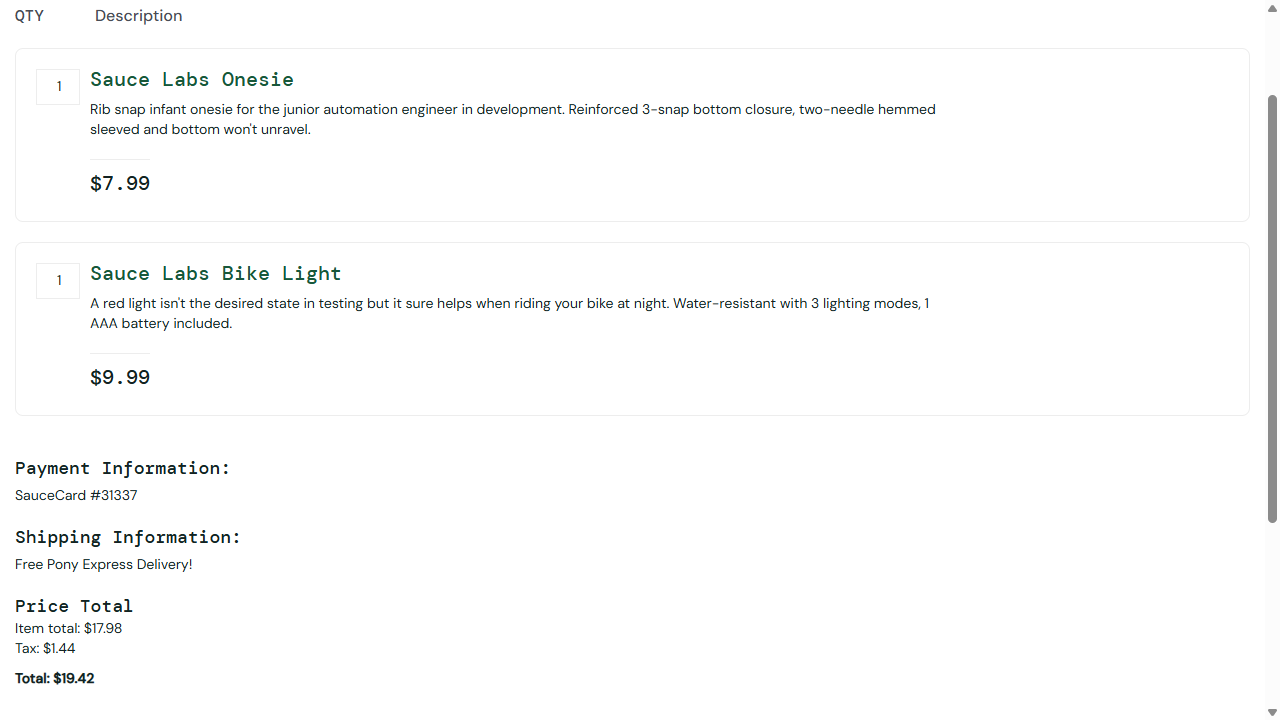 QTY Description
1 Sauce Labs Onesie
Rib snap infant onesie for the junior automation engineer in development. Reinforced 3-snap bottom closure, two-needle hemmed
sleeved and bottom won't unravel.
$7.99
1 Sauce Labs Bike Light
A red light isn't the desired state in testing but it sure helps when riding your bike at night. Water-resistant with 3 lighting modes, 1
AAA battery included.
$9.99
Payment Information:
SauceCard #31337
Shipping Information:
Free Pony Express Delivery!
Price Total
Item total: $17.98
Tax: $1.44
Total: $19.42